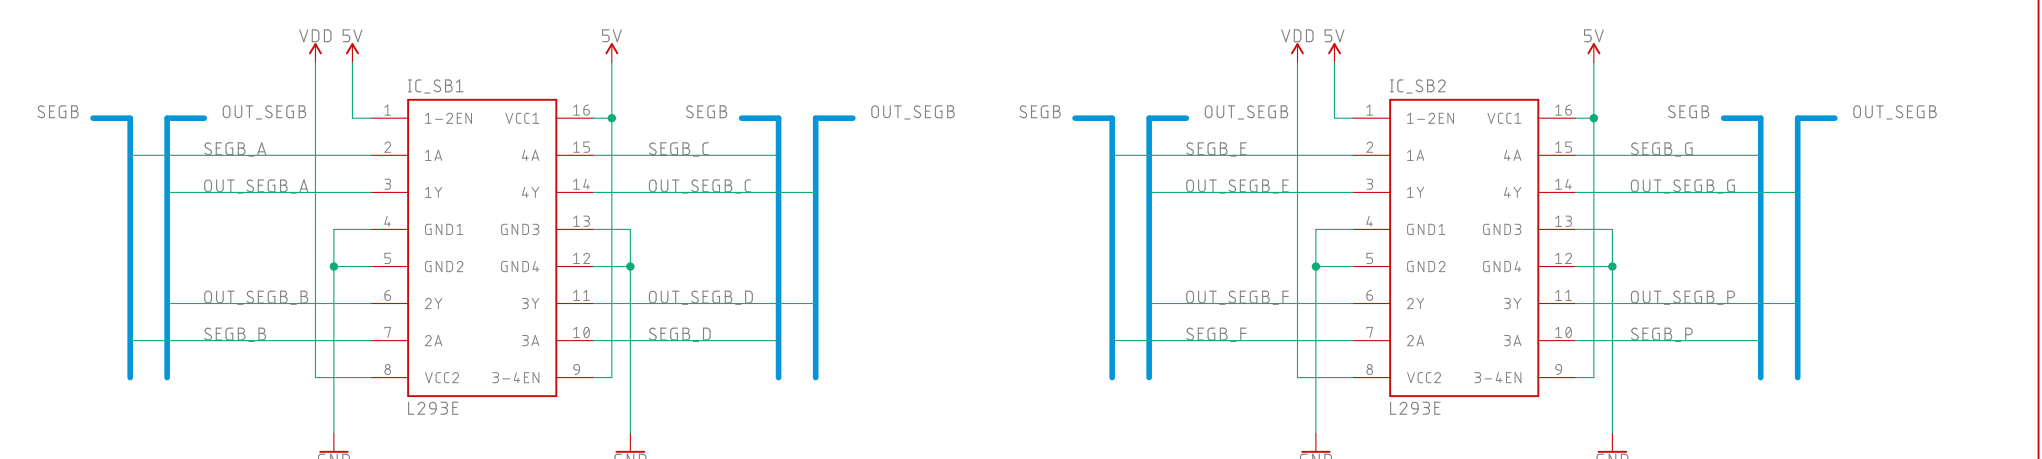 VDD 5V 5V VDD 5V 5V
IC_SB1 IC_SB2
SEGB OUT_SEGB 1 1-2EN VCC1 16 SEGB OUT_SEGB SEGB OUT_SEGB 1 1-2EN VCC1 16 SEGB OUT_SEGB
SEGB_A 2 1A 4A 15 SEGB_C SEGB_E 2 1A 4A 15 SEGB_G
OUT_SEGB_A 3 1Y 4Y 14 OUT_SEGB_C OUT_SEGB_E 3 1Y 4Y 14 OUT_SEGB_G
4 GND1 GND3 13 4 GND1 GND3 13
5 GND2 GND4 12 5 GND2 GND4 12
OUT_SEGB_B 6 2Y 3Y 11 OUT_SEGB_D OUT_SEGB_F 6 2Y 3Y 11 OUT_SEGB_P
SEGB_B 7 2A 3A 10 SEGB_D SEGB_F 7 2A 3A 10 SEGB_P
8 VCC2 3-4EN 9 8 VCC2 3-4EN 9
L293E L293E
GND GND GND GND